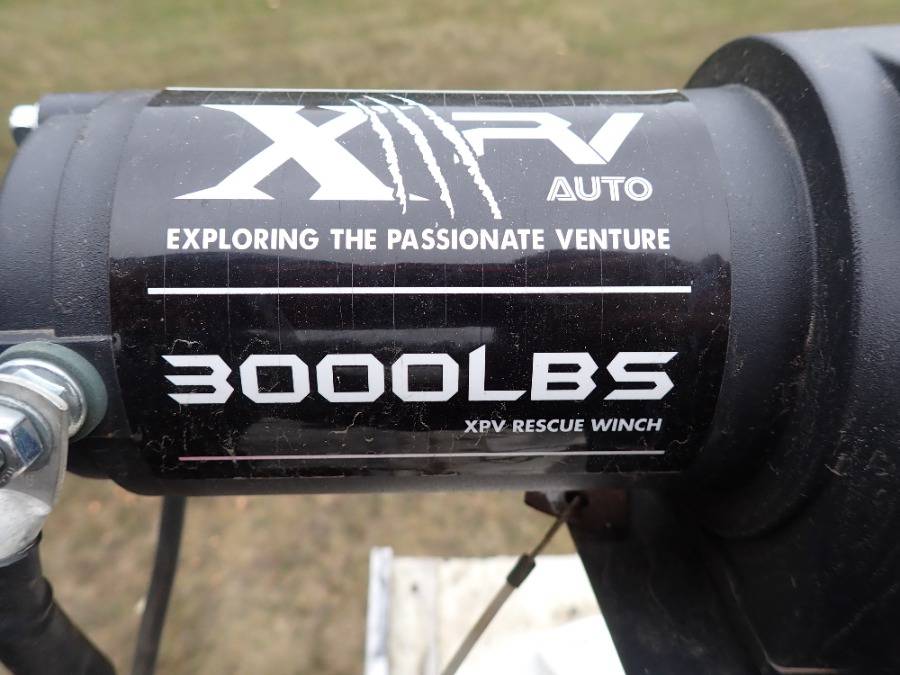 XPV
AUTO
EXPLORING THE PASSIONATE VENTURE
3000LBS
XPV RESCUE WINCH